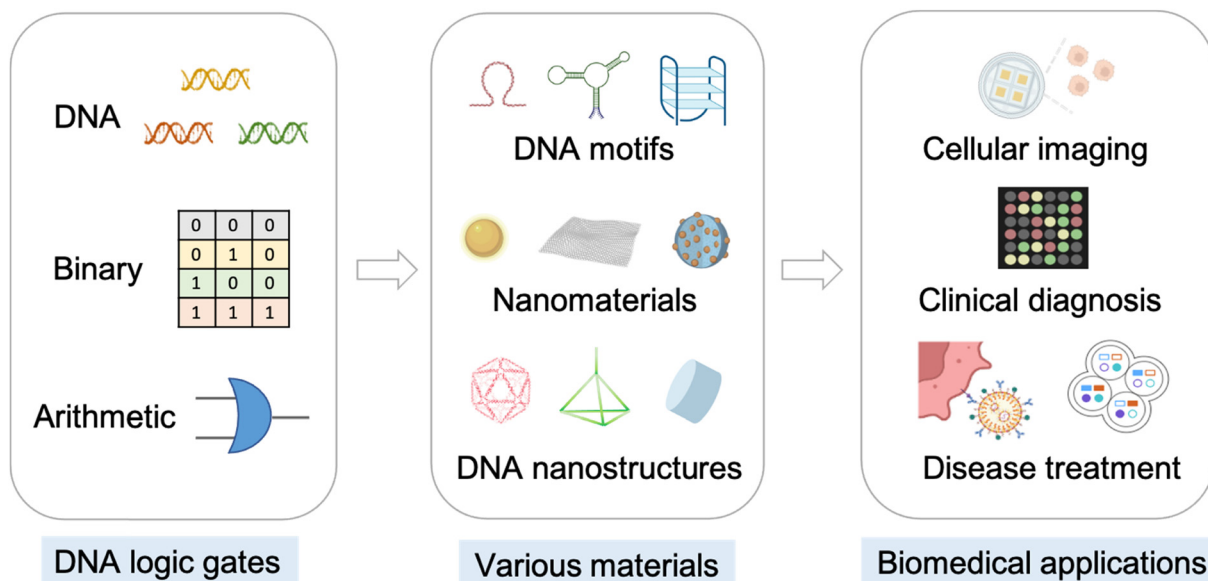 DNA
Binary
0 0 0
0 1 0
1 0 0
1 1 1
Arithmetic
DNA logic gates
DNA motifs
Nanomaterials
DNA nanostructures
Various materials
Cellular imaging
Clinical diagnosis
Disease treatment
Biomedical applications